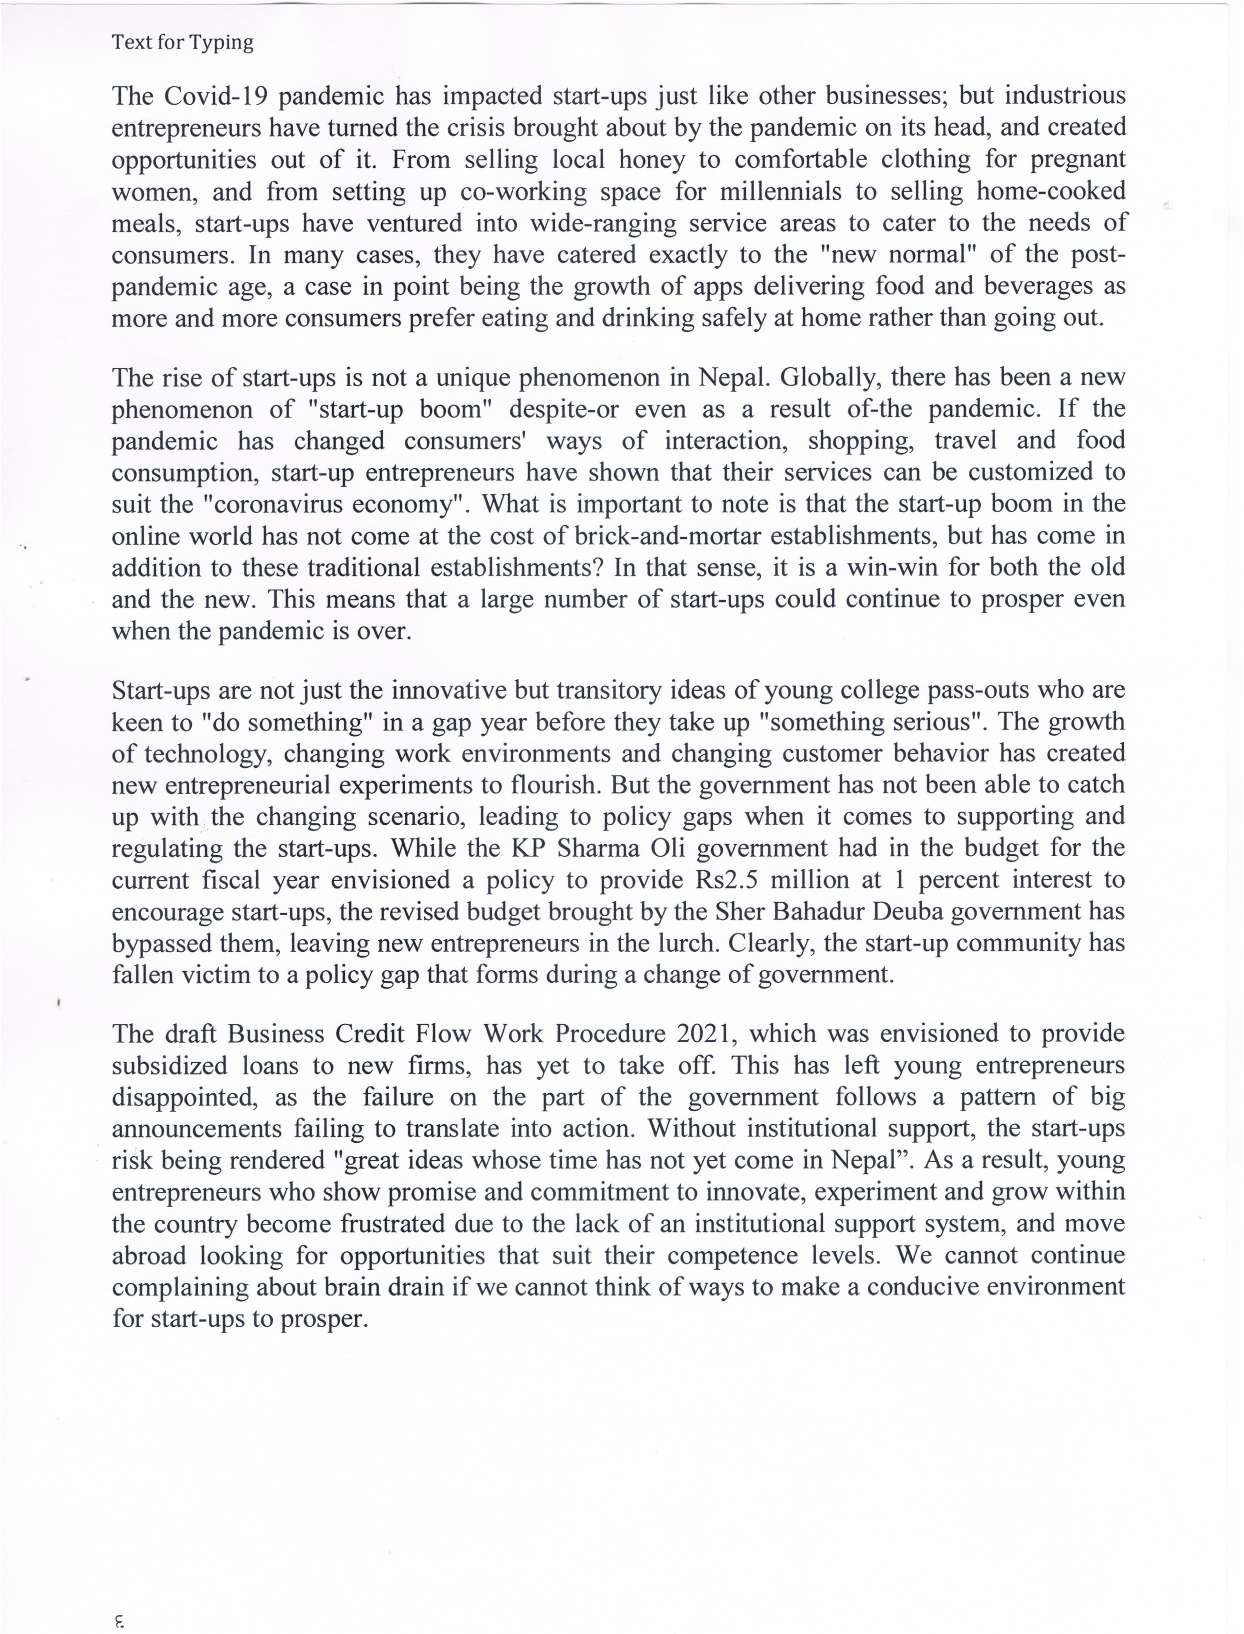 Text for Typing
The Covid-19 pandemic has impacted start-ups just like other businesses; but industrious
entrepreneurs have turned the crisis brought about by the pandemic on its head, and created
opportunities out of it. From selling local honey to comfortable clothing for pregnant
women, and from setting up co-working space for millennials to selling home-cooked
meals, start-ups have ventured into wide-ranging service areas to cater to the needs of
consumers. In many cases, they have catered exactly to the "new normal" of the post-
pandemic age, a case in point being the growth of apps delivering food and beverages as
more and more consumers prefer eating and drinking safely at home rather than going out.
The rise of start-ups is not a unique phenomenon in Nepal. Globally, there has been a new
phenomenon of "start-up boom" despite-or even as a result of-the pandemic. If the
pandemic has changed consumers' ways of interaction, shopping, travel and food
consumption, start-up entrepreneurs have shown that their services can be customized to
suit the "coronavirus economy". What is important to note is that the start-up boom in the
online world has not come at the cost of brick-and-mortar establishments, but has come in
addition to these traditional establishments? In that sense, it is a win-win for both the old
and the new. This means that a large number of start-ups could continue to prosper even
when the pandemic is over.
Start-ups are not just the innovative but transitory ideas of young college pass-outs who are
keen to "do something" in a gap year before they take up "something serious". The growth
of technology, changing work environments and changing customer behavior has created
new entrepreneurial experiments to flourish. But the government has not been able to catch
up with the changing scenario, leading to policy gaps when it comes to supporting and
regulating the start-ups. While the KP Sharma Oli government had in the budget for the
current fiscal year envisioned a policy to provide Rs2.5 million at 1 percent interest to
encourage start-ups, the revised budget brought by the Sher Bahadur Deuba government has
bypassed them, leaving new entrepreneurs in the lurch. Clearly, the start-up community has
fallen victim to a policy gap that forms during a change of government.
The draft Business Credit Flow Work Procedure 2021, which was envisioned to provide
subsidized loans to new firms, has yet to take off. This has left young entrepreneurs
disappointed, as the failure on the part of the government follows a pattern of big
announcements failing to translate into action. Without institutional support, the start-ups
risk being rendered "great ideas whose time has not yet come in Nepal”. As a result, young
entrepreneurs who show promise and commitment to innovate, experiment and grow within
the country become frustrated due to the lack of an institutional support system, and move
abroad looking for opportunities that suit their competence levels. We cannot continue
complaining about brain drain if we cannot think of ways to make a conducive environment
for start-ups to prosper.
६